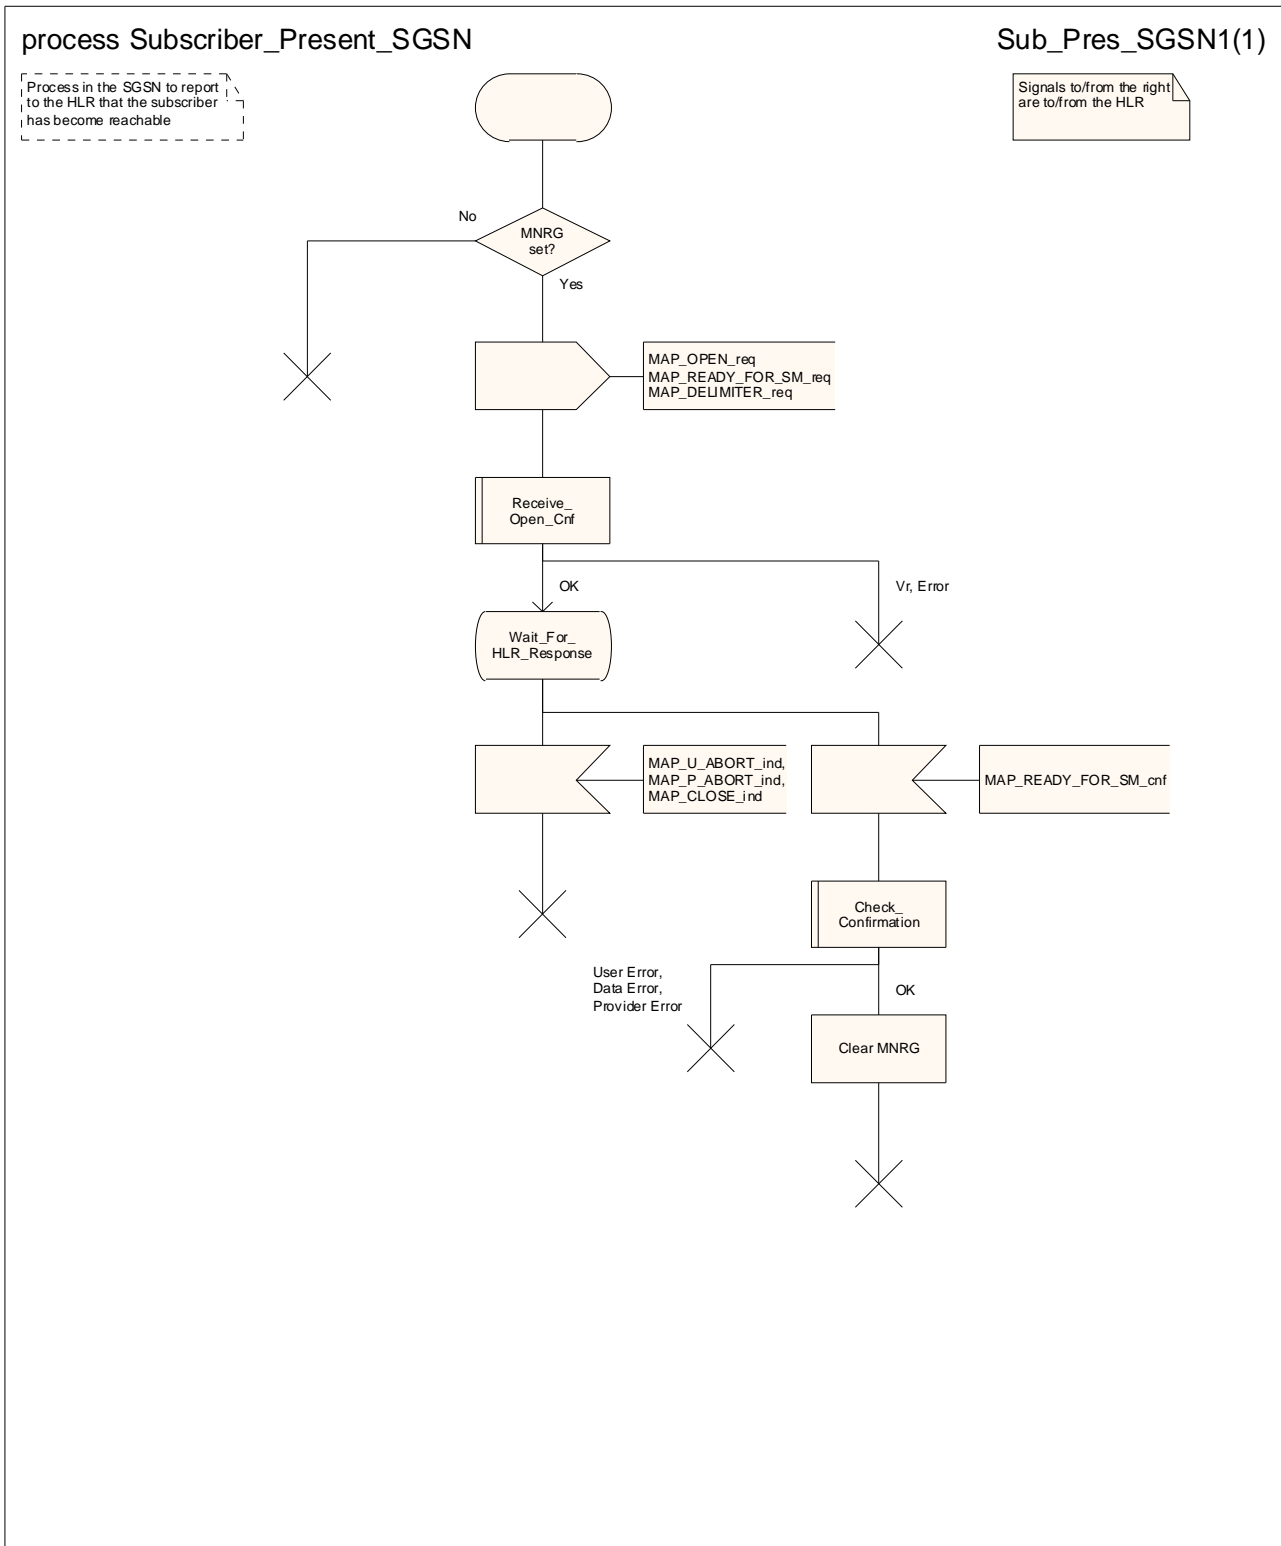 process Subscriber_Present_SGSN
Sub_Pres_SGSN1(1)
Process in the SGSN to report
to the HLR that the subscriber
has become reachable
Signals to/from the right
are to/from the HLR
No
MNRG
set?
Yes
MAP_OPEN_req
MAP_READY_FOR_SM_req
MAP_DELIMITER_req
Receive_
Open_Cnf
OK
Vr, Error
Wait_For_
HLR_Response
MAP_U_ABORT_ind,
MAP_P_ABORT_ind,
MAP_CLOSE_ind
MAP_READY_FOR_SM_cnf
Check_
Confirmation
User Error,
Data Error,
Provider Error
OK
Clear MNRG